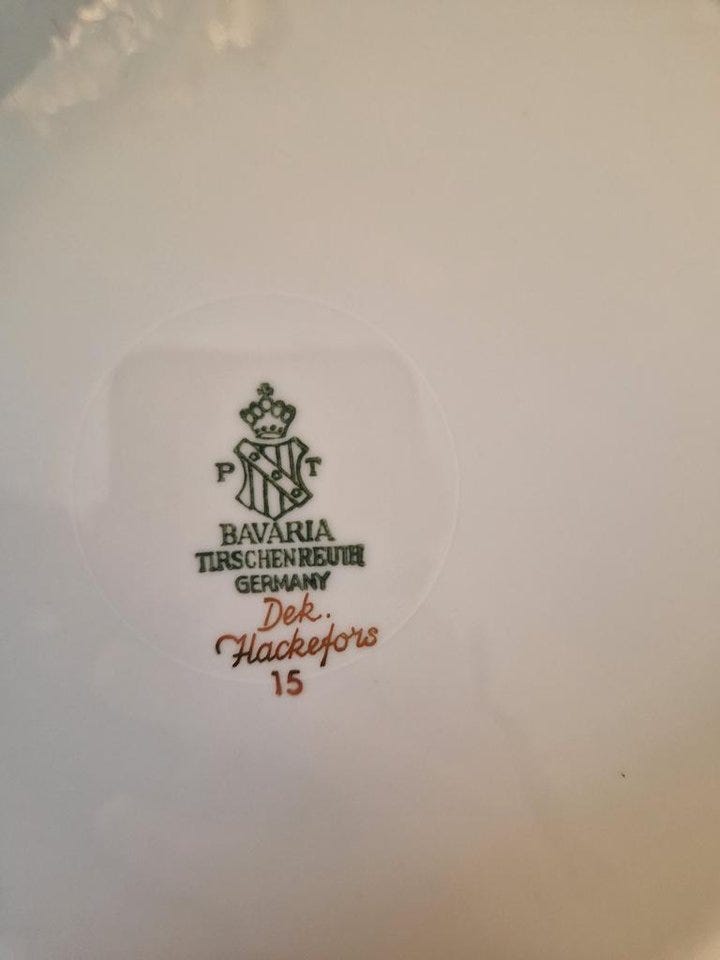 P T
BAVARIA
TIRSCHENREUTH
GERMANY
Dek.
Hackefors
15